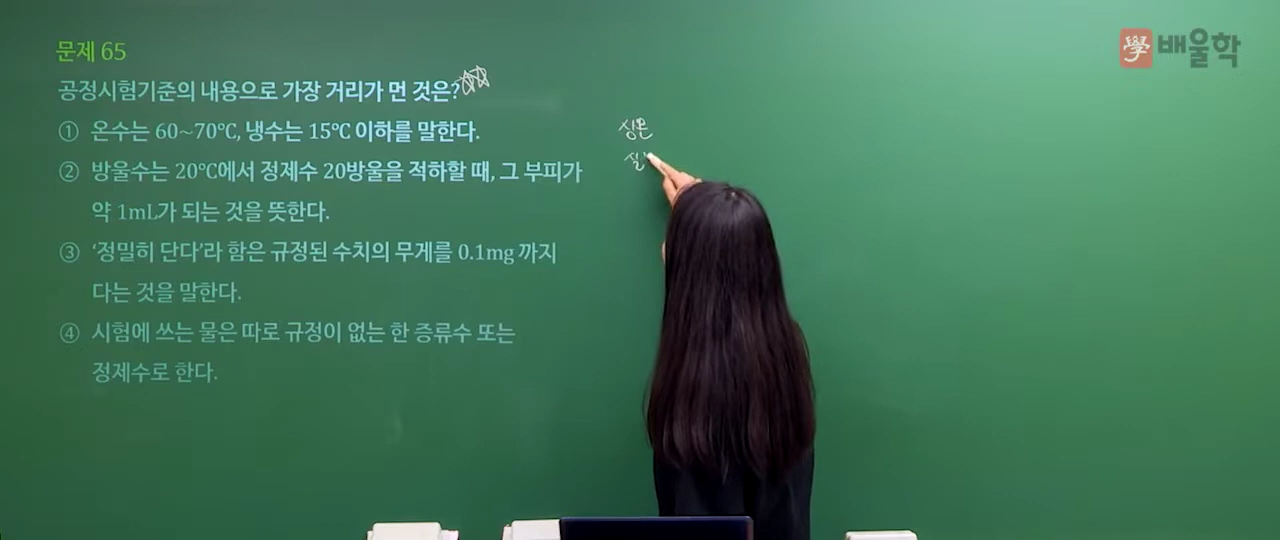 문제 65
공정시험기준의 내용으로 가장 거리가 먼 것은?
① 온수는 60~70℃, 냉수는 15℃ 이하를 말한다.
② 방울수는 20℃에서 정제수 20방울을 적하할 때, 그 부피가
약 1mL가 되는 것을 뜻한다.
③ ‘정밀히 단다’라 함은 규정된 수치의 무게를 0.1mg 까지
다는 것을 말한다.
④ 시험에 쓰는 물은 따로 규정이 없는 한 증류수 또는
정제수로 한다.
상온
學 배울학